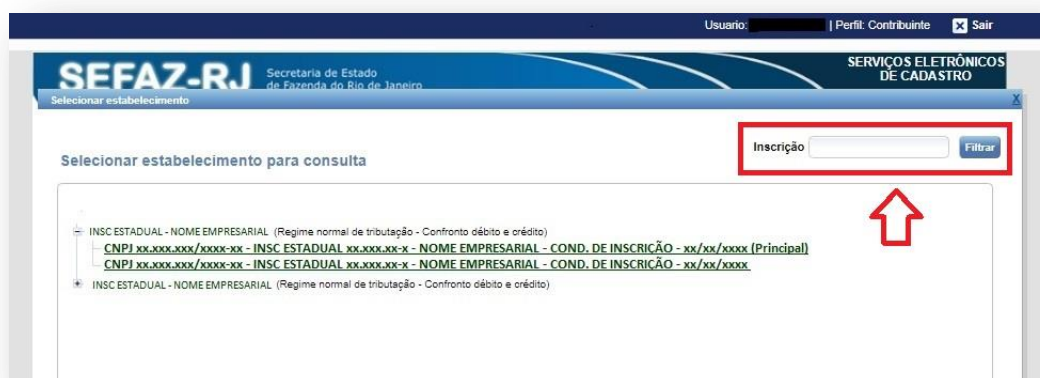 Usuario: | Perfil: Contribuinte X Sair
SEFAZ-RJ
Secretaria de Estado
de Fazenda do Rio de Janeiro
SERVIÇOS ELETRÔNICOS
DE CADASTRO
Selecionar estabelecimento X
Inscrição Filtrar
Selecionar estabelecimento para consulta
INSC ESTADUAL - NOME EMPRESARIAL (Regime normal de tributação - Confronto débito e crédito)
CNPJ xx.xxx.xxx/xxxx-xx - INSC ESTADUAL xx.xxx.xx-x - NOME EMPRESARIAL - COND. DE INSCRIÇÃO - xx/xx/xxxx (Principal)
CNPJ xx.xxx.xxx/xxxx-xx - INSC ESTADUAL xx.xxx.xx-x - NOME EMPRESARIAL - COND. DE INSCRIÇÃO - xx/xx/xxxx
INSC ESTADUAL - NOME EMPRESARIAL (Regime normal de tributação - Confronto débito e crédito)